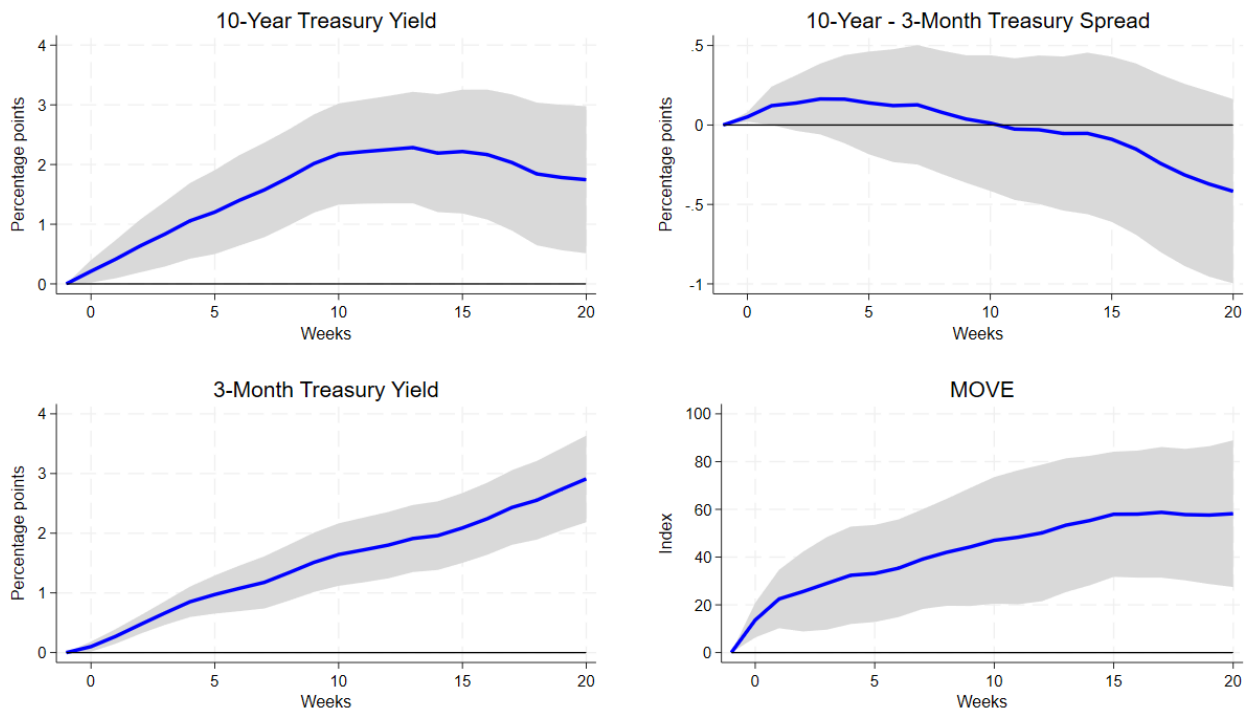 10-Year Treasury Yield
4
3
2
1
0
Percentage points
0 5 10 15 20
Weeks
10-Year - 3-Month Treasury Spread
.5
0
-.5
-1
Percentage points
0 5 10 15 20
Weeks
3-Month Treasury Yield
4
3
2
1
0
Percentage points
0 5 10 15 20
Weeks
MOVE
100
80
60
40
20
0
Index
0 5 10 15 20
Weeks